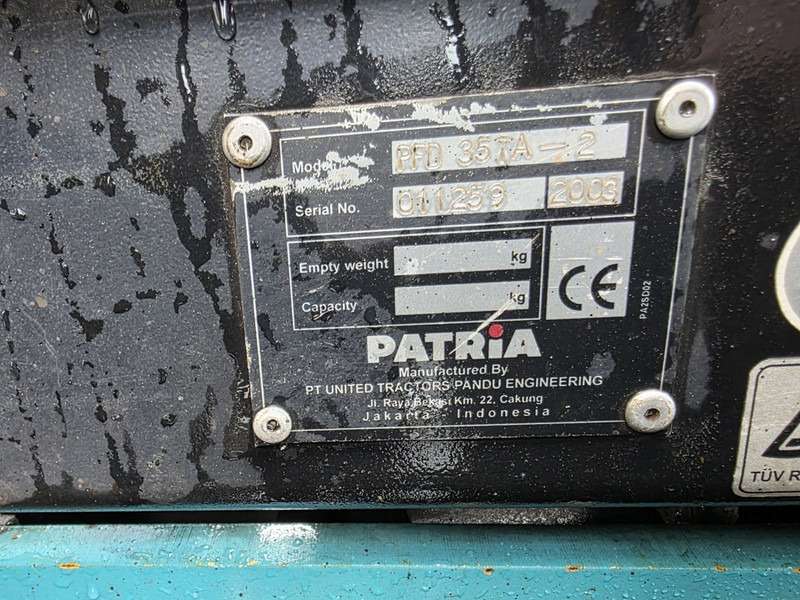 Model PFD 35TA-2
Serial No. 011259 2003
Empty weight kg
Capacity kg
CE
PA2SD02
PATRiA
Manufactured By
PT UNITED TRACTORS PANDU ENGINEERING
Jl. Raya Bekasi Km. 22, Cakung
Jakarta - Indonesia
TÜV R